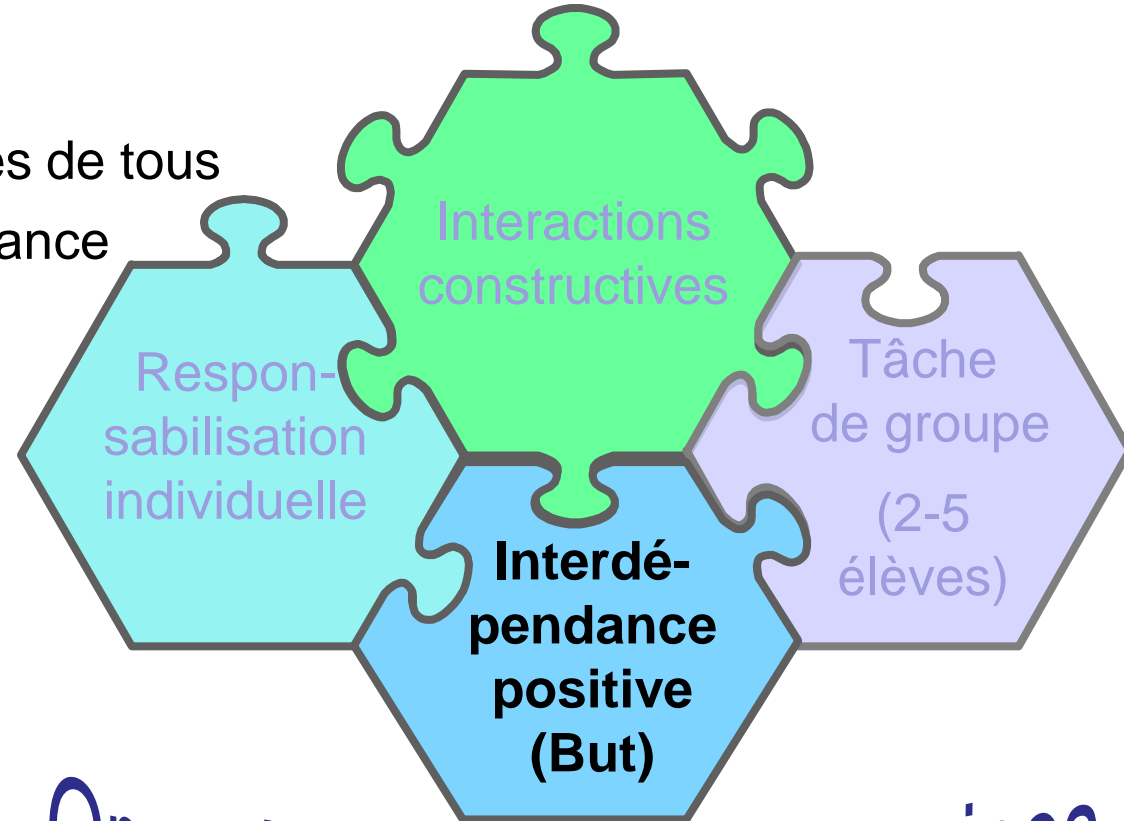 es de tous
ance
Interactions
constructives
Respon-
sabilisation
individuelle
Tâche
de groupe
(2-5
élèves)
Interdé-
pendance
positive
(But)